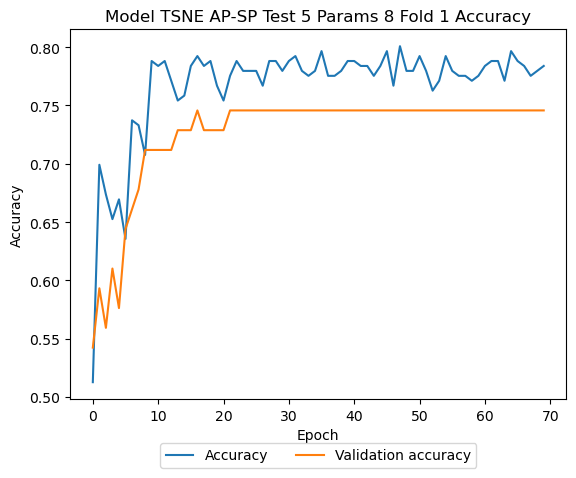 Model TSNE AP-SP Test 5 Params 8 Fold 1 Accuracy
0.80
0.75
0.70
0.65
0.60
0.55
0.50
Accuracy
0 10 20 30 40 50 60 70
Epoch
Accuracy Validation accuracy